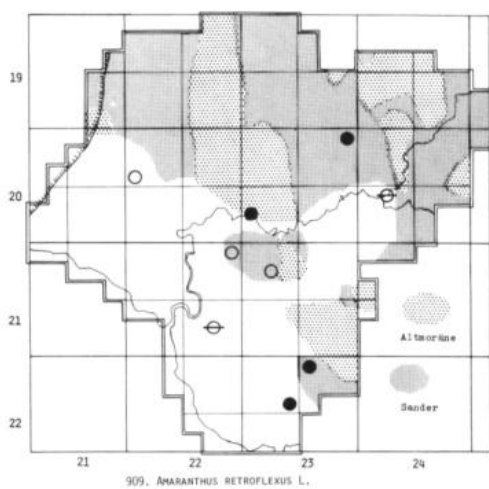 19
20
21
22
Altmoräne
Sander
21 22 23 24
909. AMARANTHUS RETROFLEXUS L.